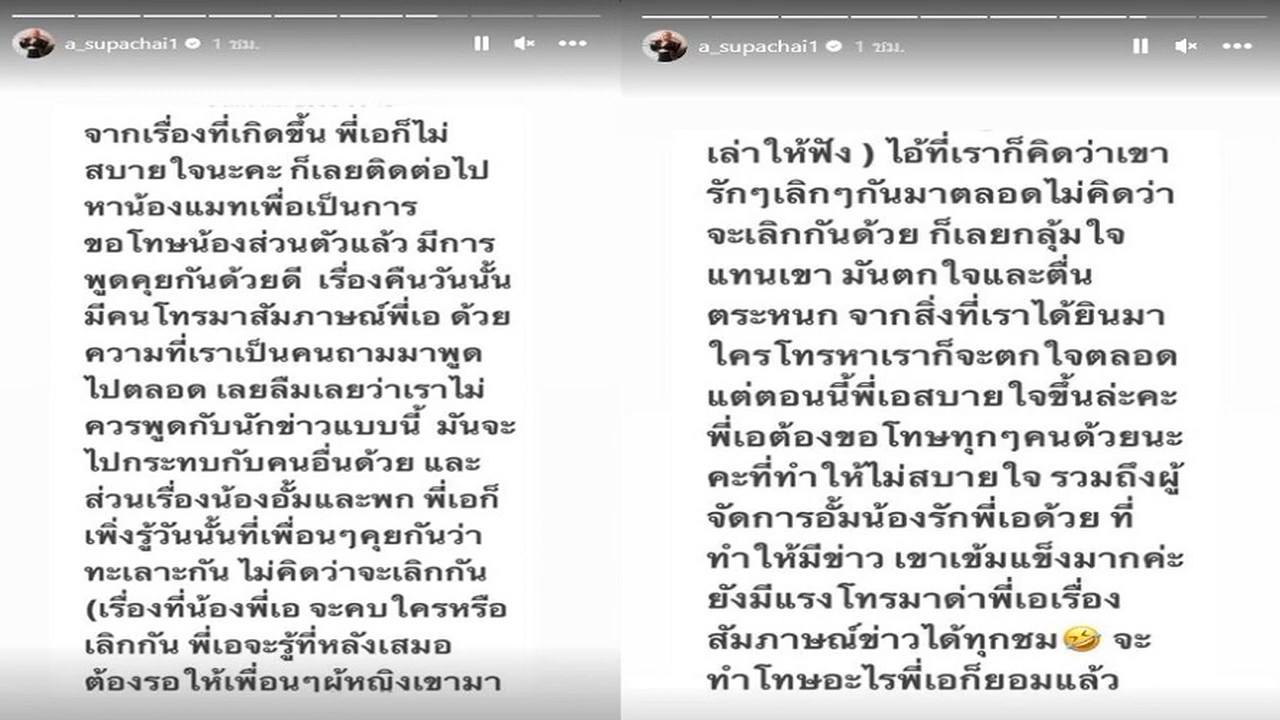 a_supachai1 1 ชม.
จากเรื่องที่เกิดขึ้น พี่เอก็ไม่
สบายใจนะคะ ก็เลยติดต่อไป
หาน้องแมทเพื่อเป็นการ
ขอโทษน้องส่วนตัวแล้ว มีการ
พูดคุยกันด้วยดี เรื่องคืนวันนั้น
มีคนโทรมาสัมภาษณ์พี่เอ ด้วย
ความที่เราเป็นคนถามมาพูด
ไปตลอด เลยลืมเลยว่าเราไม่
ควรพูดกับนักข่าวแบบนี้ มันจะ
ไปกระทบกับคนอื่นด้วย และ
ส่วนเรื่องน้องอั้มและพก พี่เอก็
เพิ่งรู้วันนั้นที่เพื่อนๆคุยกันว่า
ทะเลาะกัน ไม่คิดว่าจะเลิกกัน
(เรื่องที่น้องพี่เอ จะคบใครหรือ
เลิกกัน พี่เอจะรู้ที่หลังเสมอ
ต้องรอให้เพื่อนๆผู้หญิงเขามา
a_supachai1 1 ชม.
เล่าให้ฟัง ) ไอ้ที่เราก็คิดว่าเขา
รักๆเลิกๆกันมาตลอดไม่คิดว่า
จะเลิกกันด้วย ก็เลยกลุ้มใจ
แทนเขา มันตกใจและตื่น
ตระหนก จากสิ่งที่เราได้ยินมา
ใครโทรหาเราก็จะตกใจตลอด
แต่ตอนนี้พี่เอสบายใจขึ้นล่ะคะ
พี่เอต้องขอโทษทุกๆคนด้วยนะ
คะที่ทำให้ไม่สบายใจ รวมถึงผู้
จัดการอั้มน้องรักพี่เอด้วย ที่
ทำให้มีข่าว เขาเข้มแข็งมากค่ะ
ยังมีแรงโทรมาด่าพี่เอเรื่อง
สัมภาษณ์ข่าวได้ทุกชม🤣 จะ
ทำโทษอะไรพี่เอก็ยอมแล้ว